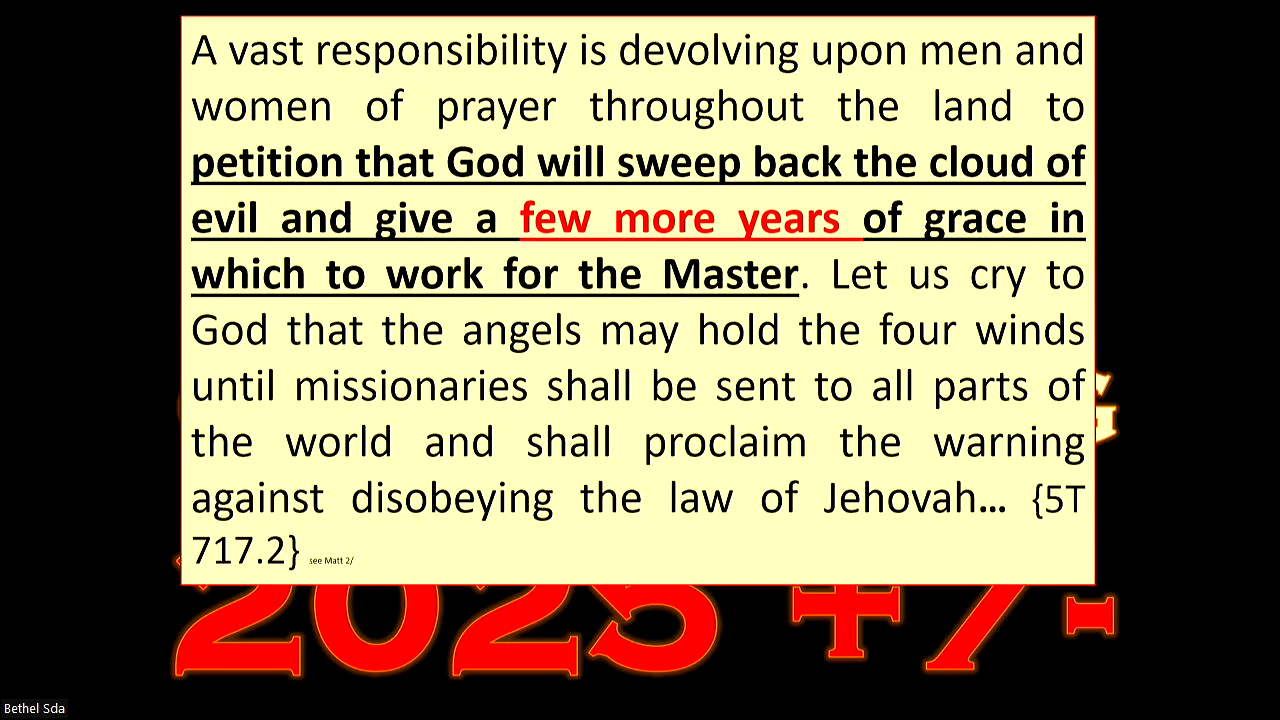 A vast responsibility is devolving upon men and
women of prayer throughout the land to
petition that God will sweep back the cloud of
evil and give a few more years of grace in
which to work for the Master. Let us cry to
God that the angels may hold the four winds
until missionaries shall be sent to all parts of
the world and shall proclaim the warning
against disobeying the law of Jehovah... {5T
717.2} see Matt 2/
2025 +/-
Bethel Sda